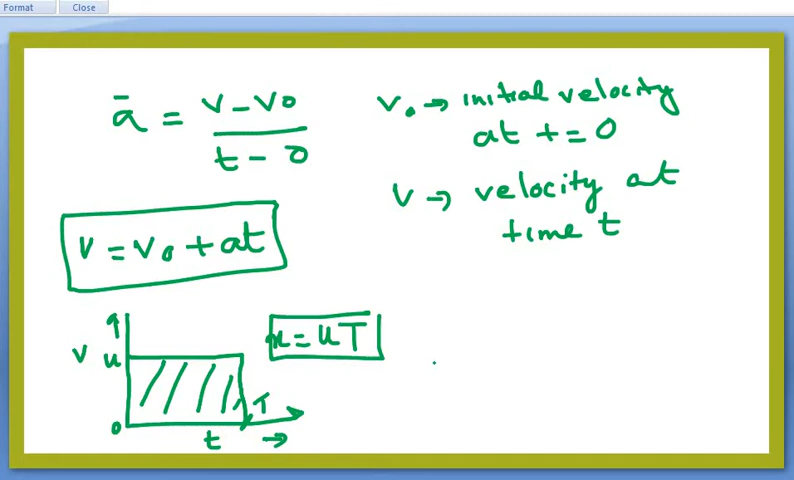 Format Close
ā = v - v₀ / t - 0
v₀ → initial velocity
at t = 0
v → velocity at
time t
v = v₀ + at
x = uT
v
u
T
0
t →